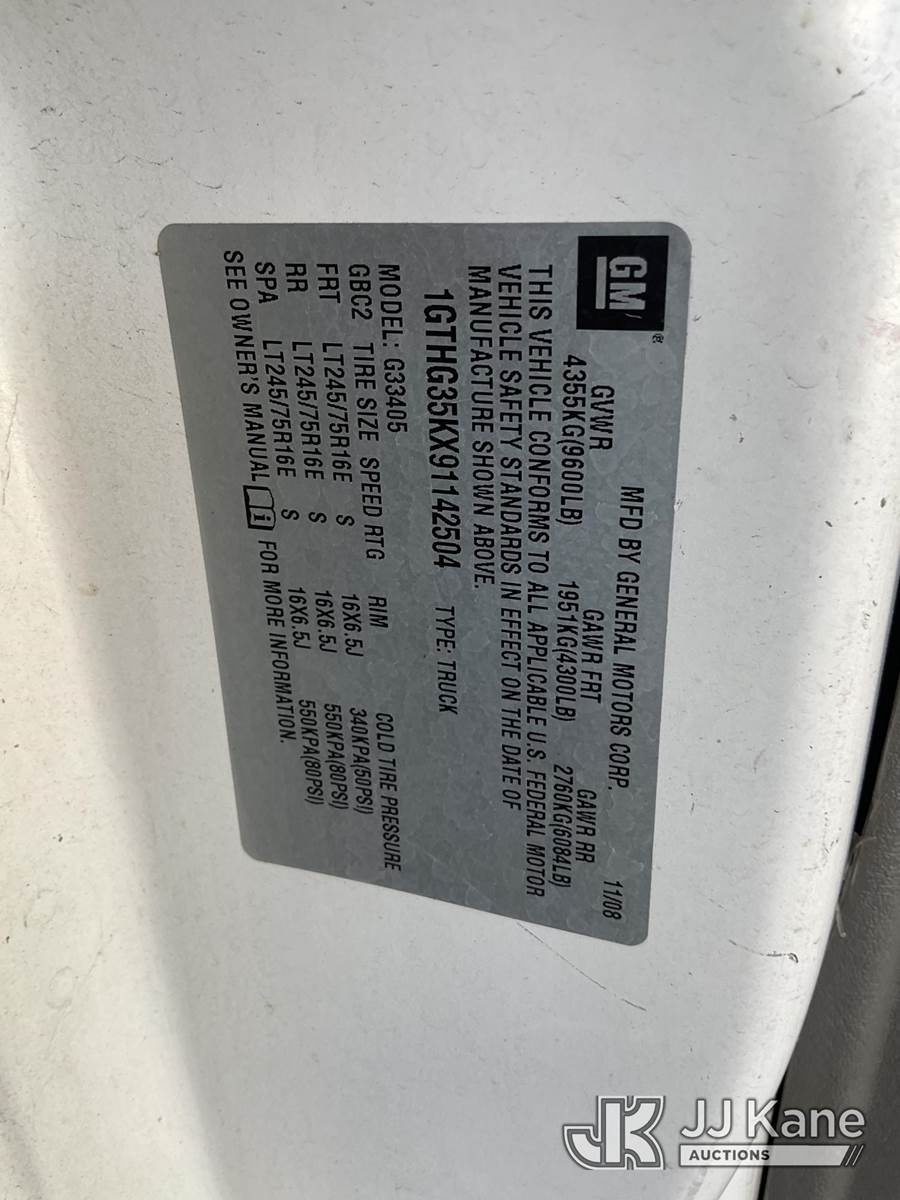 GM®
MFD BY GENERAL MOTORS CORP. 11/08
GVWR GAWR FRT GAWR RR
4355KG(9600LB) 1951KG(4300LB) 2760KG(6084LB)
THIS VEHICLE CONFORMS TO ALL APPLICABLE U.S. FEDERAL MOTOR
VEHICLE SAFETY STANDARDS IN EFFECT ON THE DATE OF
MANUFACTURE SHOWN ABOVE.
1GTHG35KX91142504 TYPE: TRUCK
MODEL: G33405
GBC2 TIRE SIZE SPEED RTG RIM COLD TIRE PRESSURE
FRT LT245/75R16E S 16X6.5J 340KPA(50PSI)
RR LT245/75R16E S 16X6.5J 550KPA(80PSI)
SPA LT245/75R16E S 16X6.5J 550KPA(80PSI)
SEE OWNER'S MANUAL FOR MORE INFORMATION.
JK JJ Kane
AUCTIONS